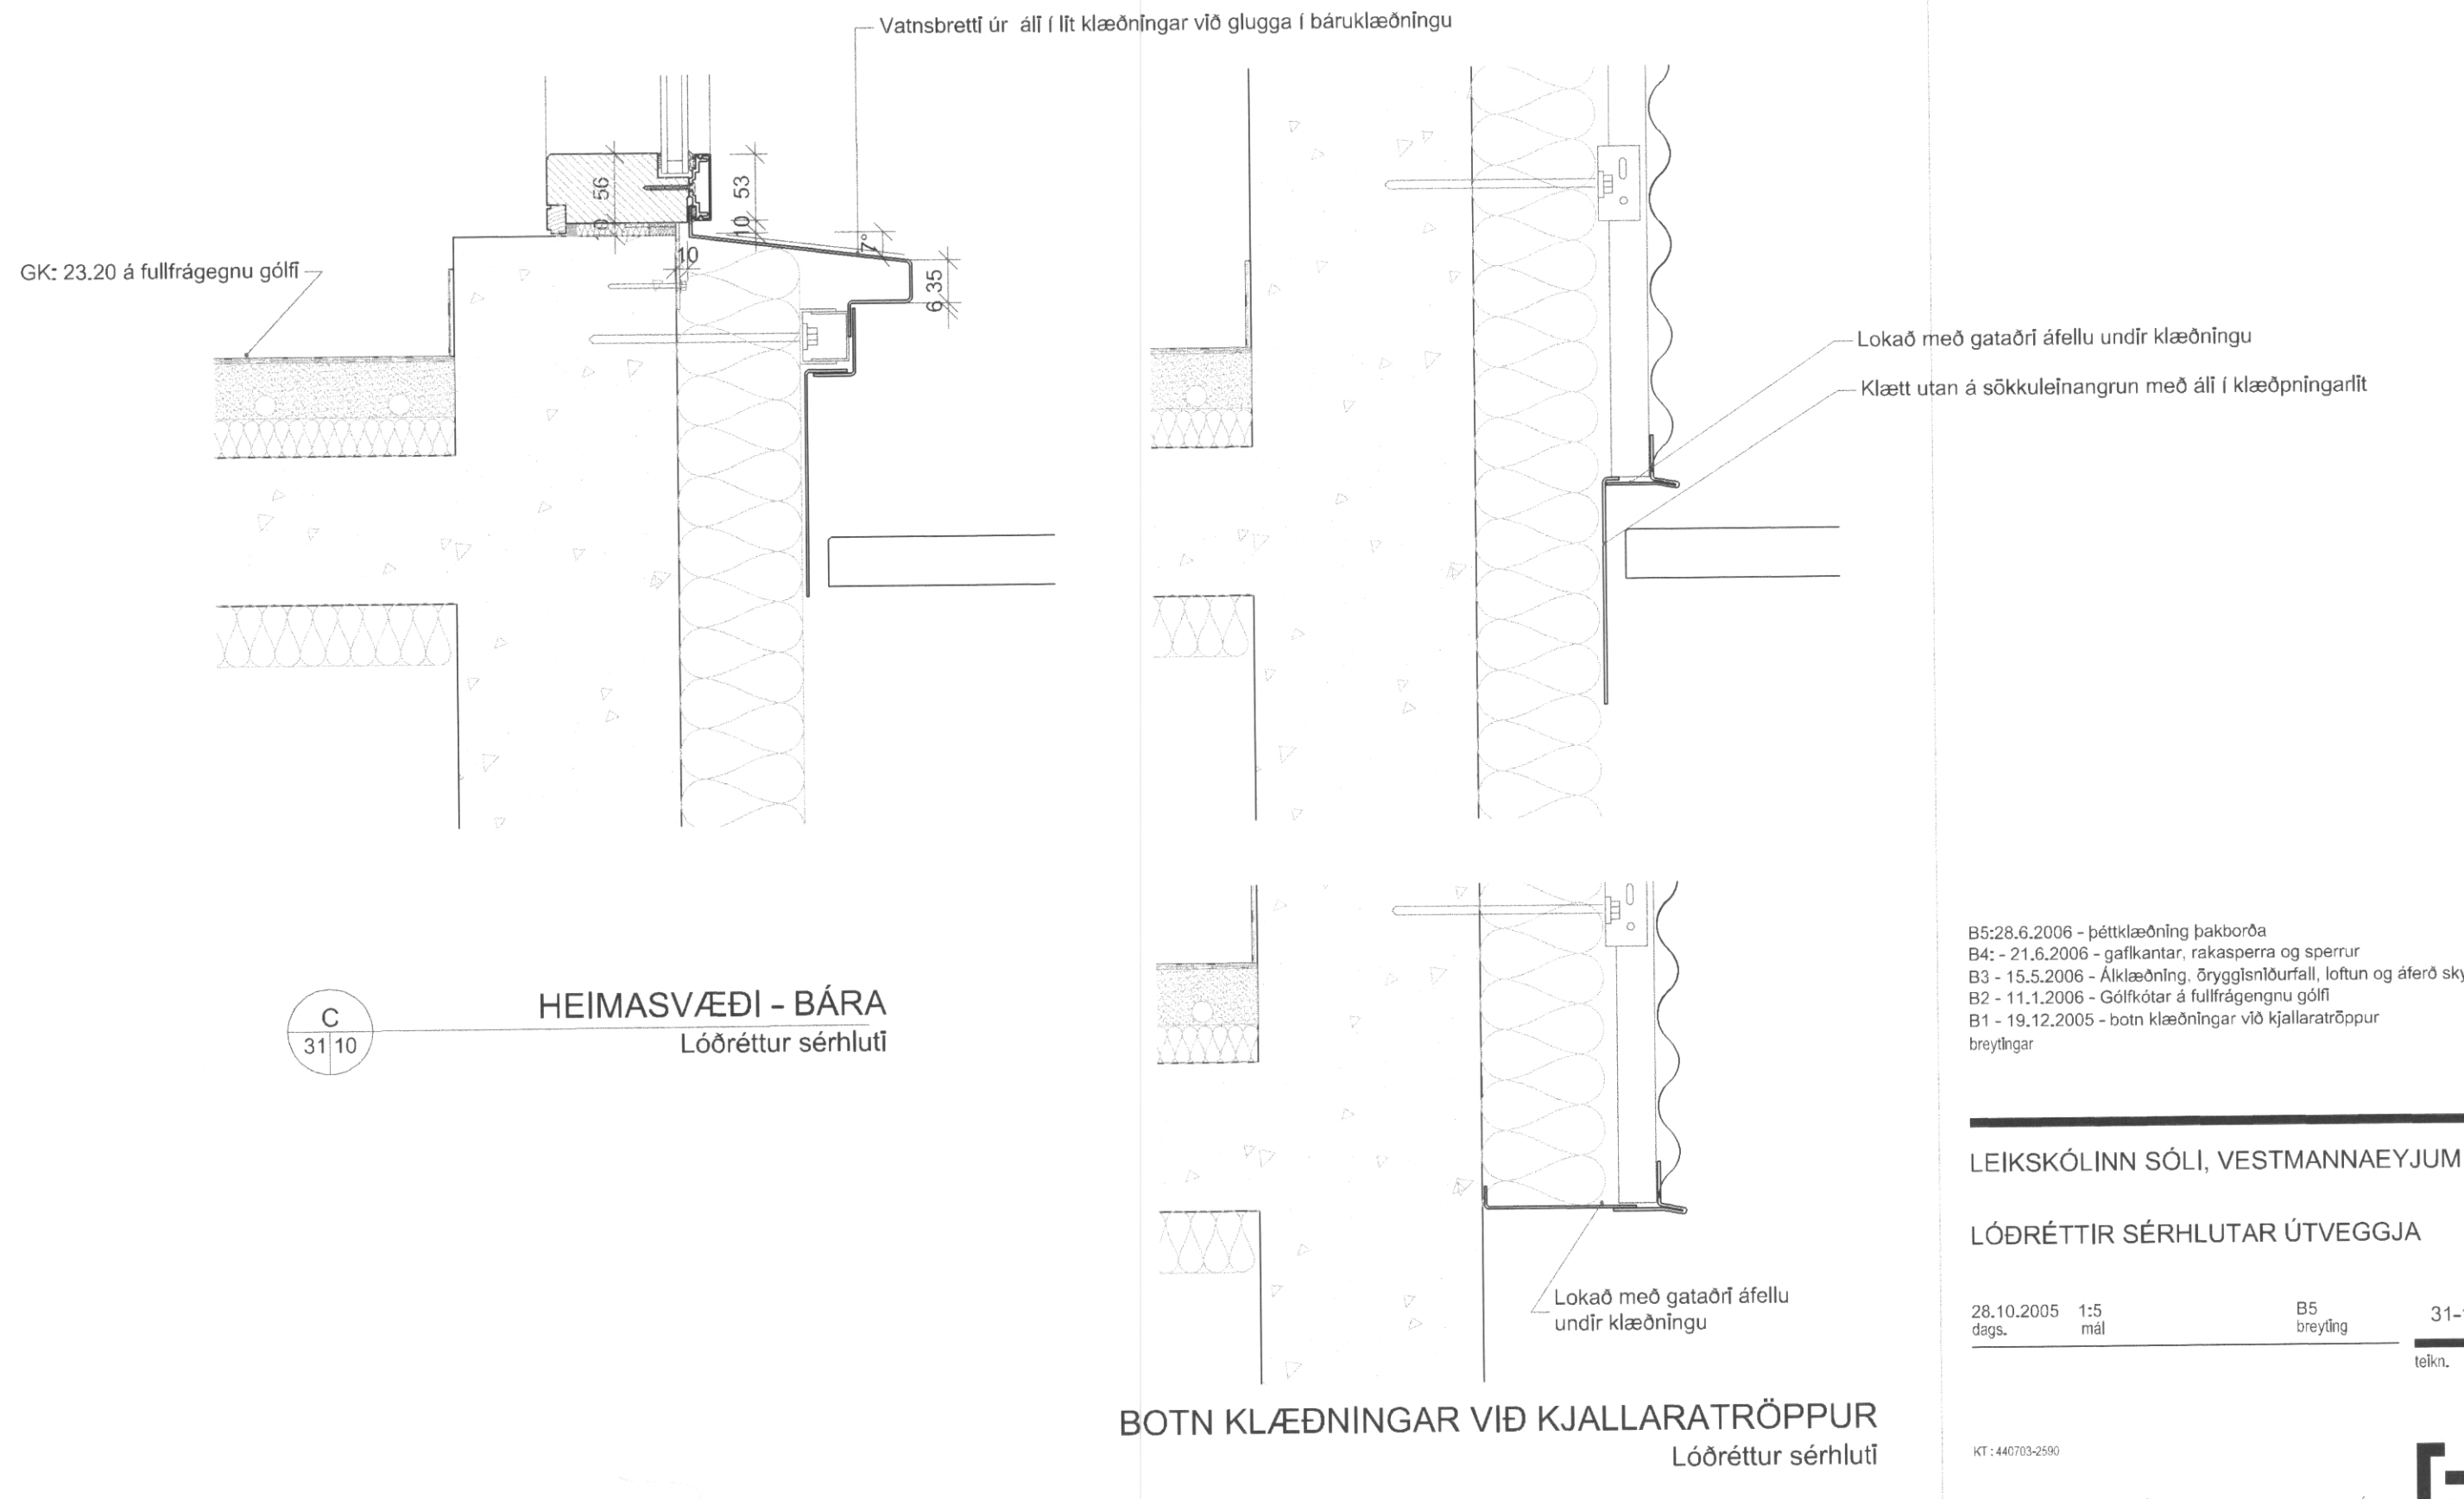 Vatnsbretti úr áli í lit klæðningar við glugga í báruklæðningu
56
53
10
10
10
7°
35
6
GK: 23.20 á fullfrágegnu gólfi
Lokað með gataðri áfellu undir klæðningu
Klætt utan á sökkuleinangrun með áli í klæðpningarlit
C
31 10
HEIMASVÆÐI - BÁRA
Lóðréttur sérhluti
Lokað með gataðri áfellu
undir klæðningu
BOTN KLÆÐNINGAR VIÐ KJALLARATRÖPPUR
Lóðréttur sérhluti
B5:28.6.2006 - þéttklæðning þakborða
B4: - 21.6.2006 - gaflkantar, rakasperra og sperrur
B3 - 15.5.2006 - Álklæðning, öryggisniðurfall, loftun og áferð sky
B2 - 11.1.2006 - Gólfkótar á fullfrágengnu gólfi
B1 - 19.12.2005 - botn klæðningar við kjallaratröppur
breytingar
LEIKSKÓLINN SÓLI, VESTMANNAEYJUM
LÓÐRÉTTIR SÉRHLUTAR ÚTVEGGJA
28.10.2005 1:5 B5 31-
dags. mál breyting
teikn.
KT : 440703-2590